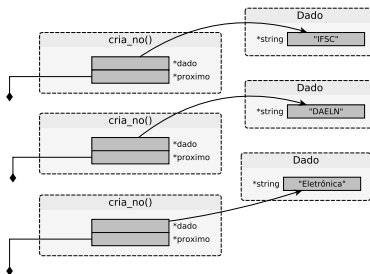 Dado
*string "IFSC"
cria_no()
*dado
*proximo
Dado
*string "DAELN"
cria_no()
*dado
*proximo
Dado
*string "Eletrônica"
cria_no()
*dado
*proximo